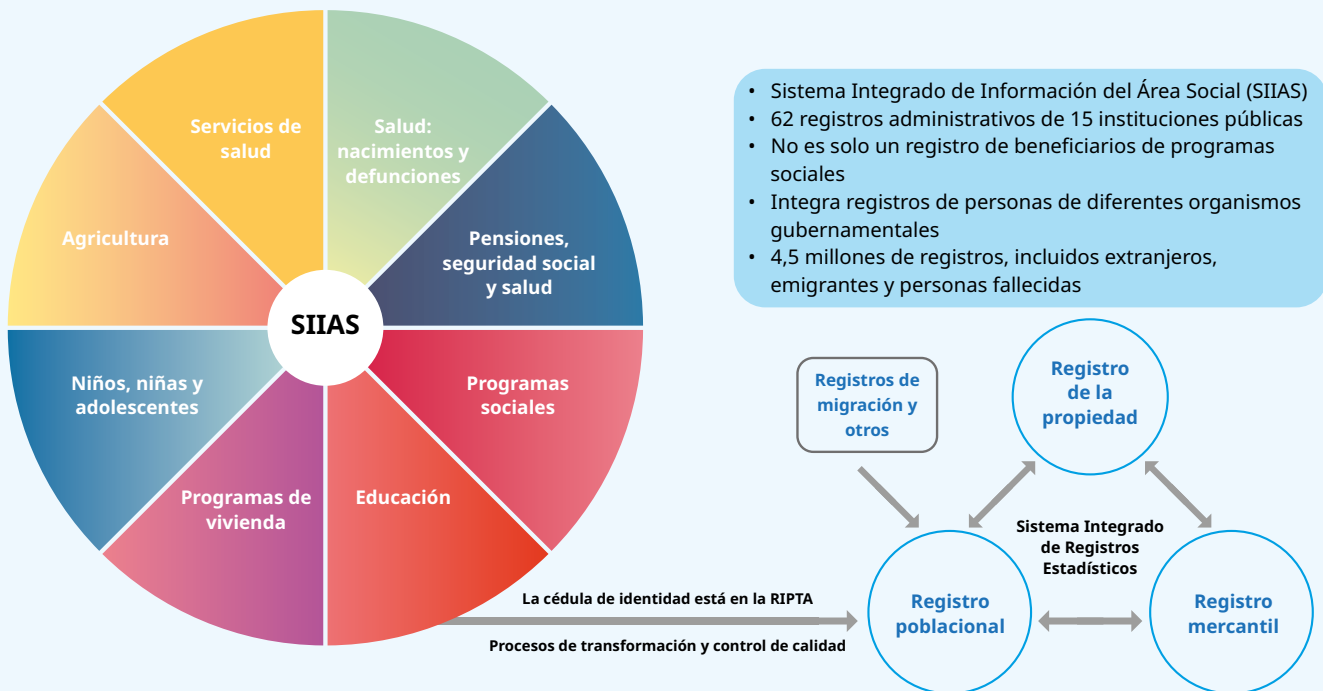 Servicios de
salud
Salud:
nacimientos y
defunciones
Agricultura
Pensiones,
seguridad social
y salud
SIIAS
Niños, niñas y
adolescentes
Programas
sociales
Programas de
vivienda
Educación
• Sistema Integrado de Información del Área Social (SIIAS)
• 62 registros administrativos de 15 instituciones públicas
• No es solo un registro de beneficiarios de programas
sociales
• Integra registros de personas de diferentes organismos
gubernamentales
• 4,5 millones de registros, incluidos extranjeros,
emigrantes y personas fallecidas
Registros de
migración y
otros
Registro
de la
propiedad
Sistema Integrado
de Registros
Estadísticos
La cédula de identidad está en la RIPTA
Procesos de transformación y control de calidad
Registro
poblacional
Registro
mercantil